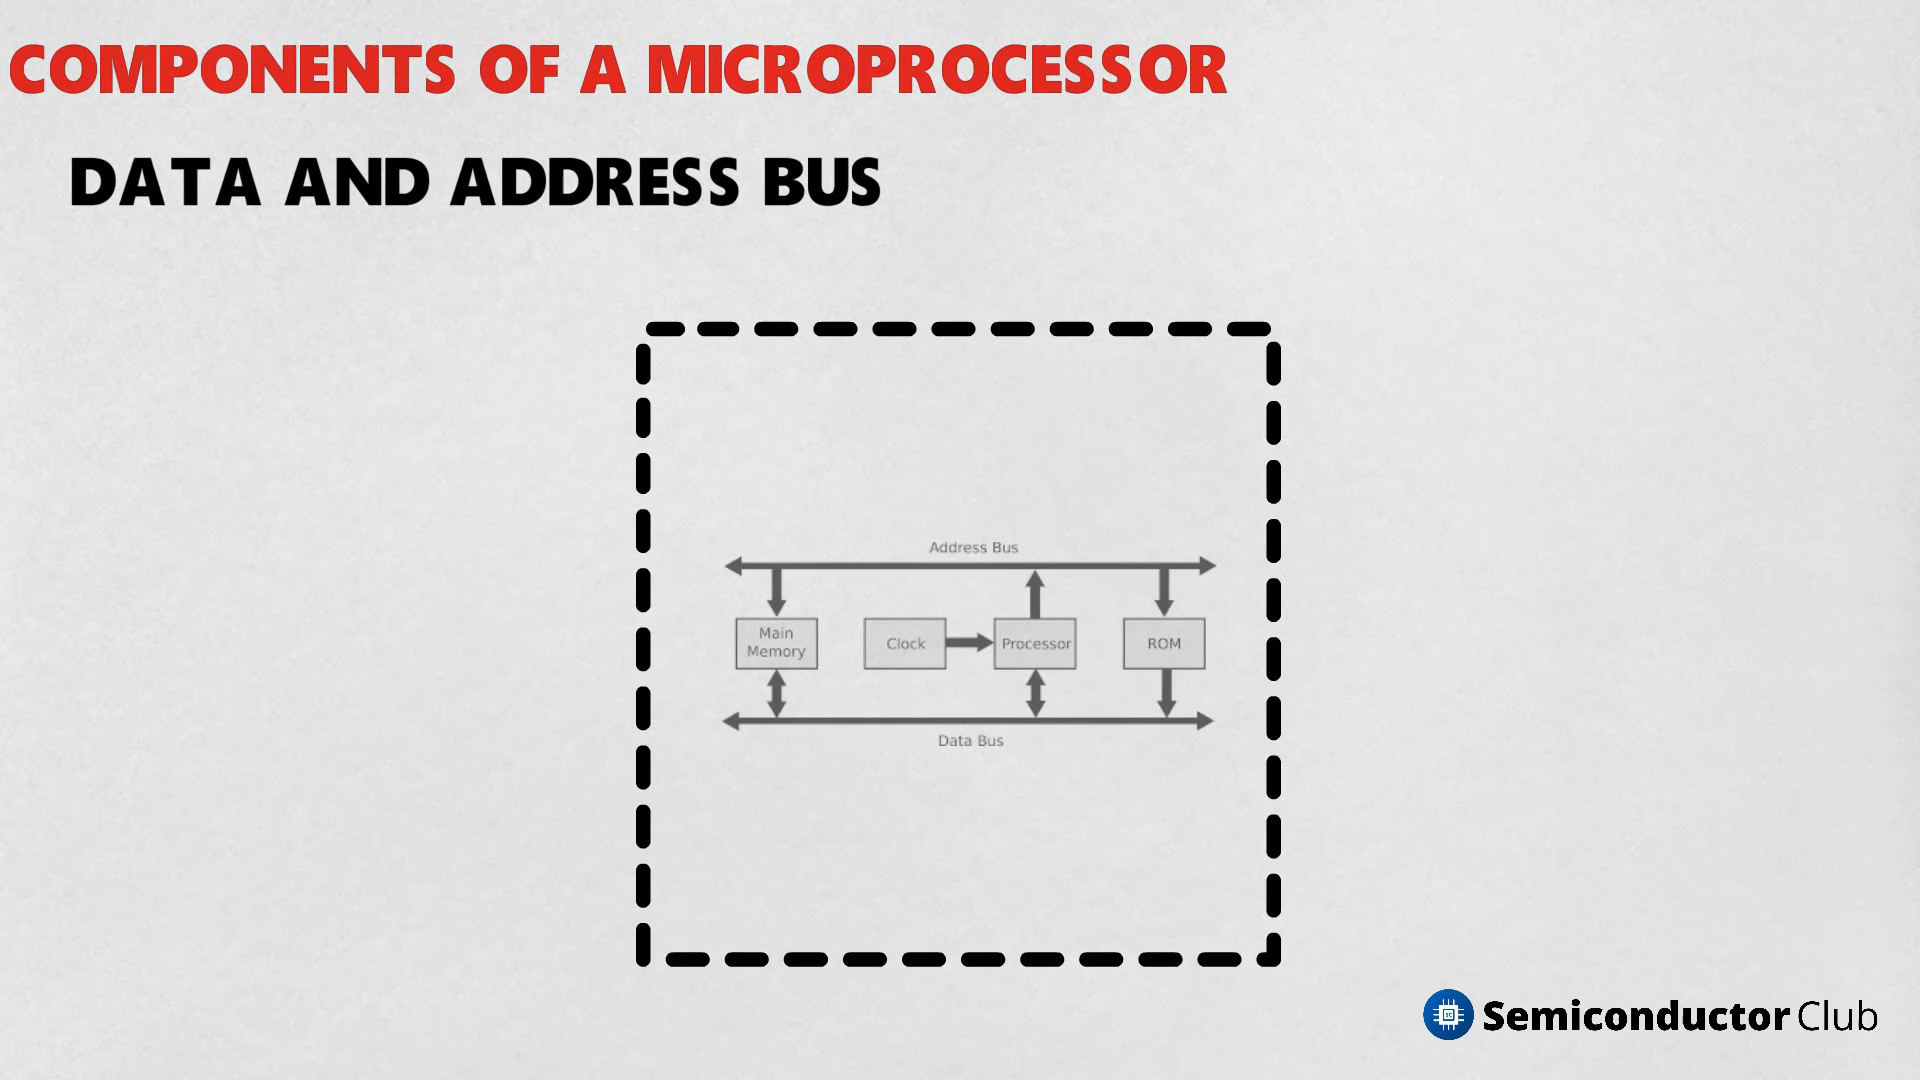 COMPONENTS OF A MICROPROCESSOR
DATA AND ADDRESS BUS
Address Bus
Main
Memory
Clock
Processor
ROM
Data Bus
Semiconductor Club